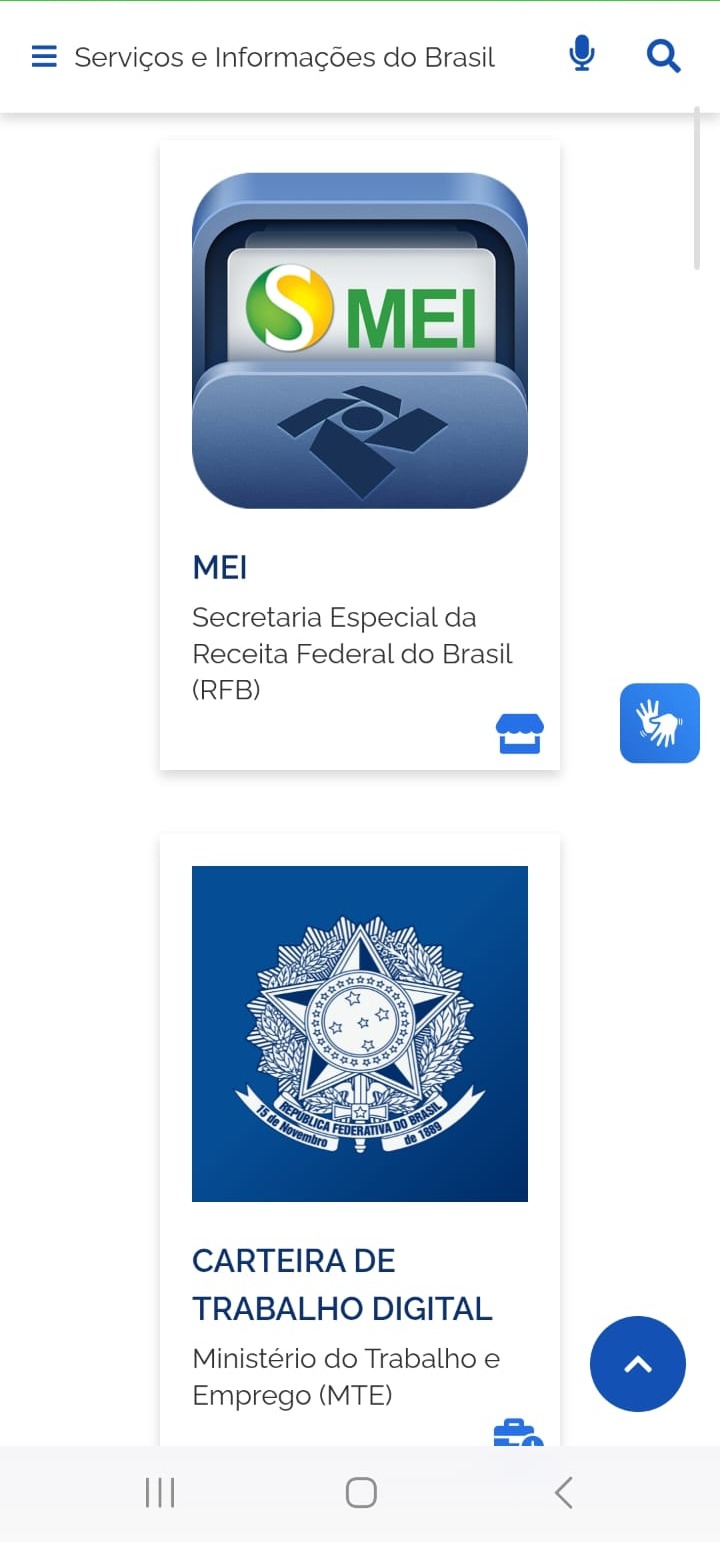 Serviços e Informações do Brasil
S MEI
MEI
Secretaria Especial da
Receita Federal do Brasil
(RFB)
REPÚBLICA FEDERATIVA DO BRASIL
15 de Novembro
de 1889
CARTEIRA DE
TRABALHO DIGITAL
Ministério do Trabalho e
Emprego (MTE)